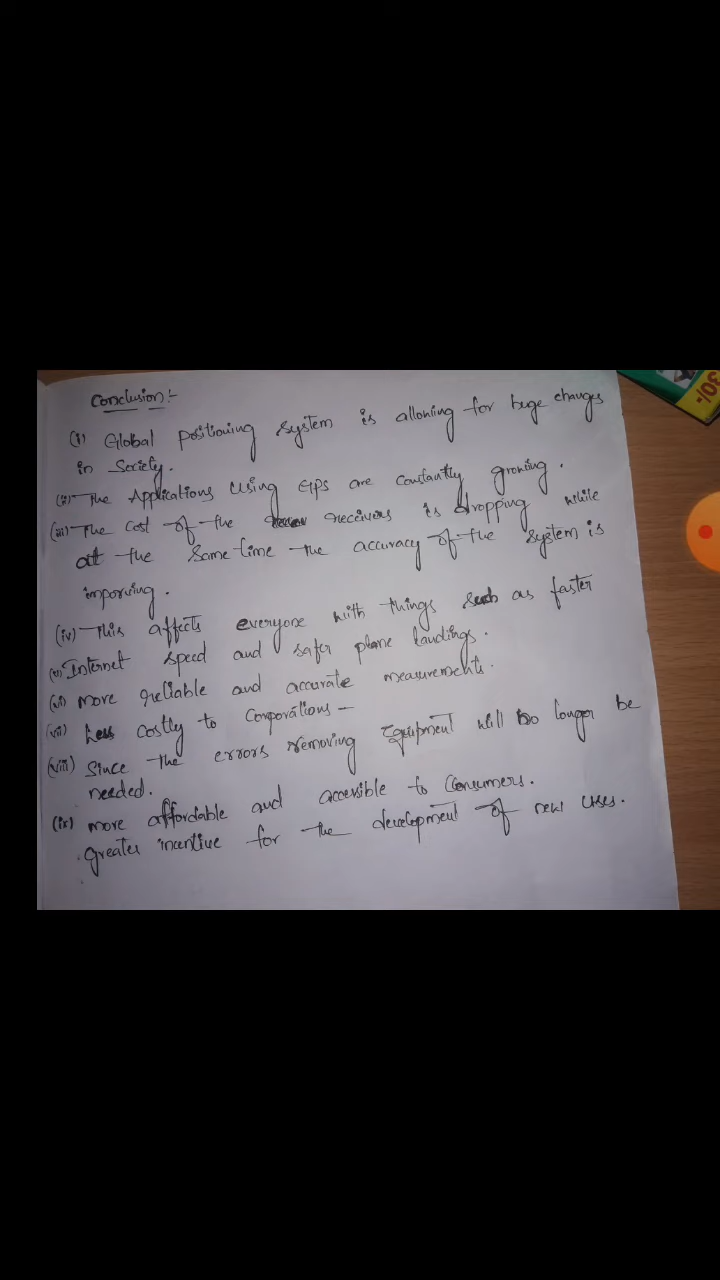 Conclusion:-
(i) Global positioning system is allowing for huge changes
in Society.
(ii) The Applications Using GPS are constantly growing.
(iii) The cost of the receivers is dropping while
at the same time the accuracy of the system is
imporving.
(iv) This affects everyone with things such as faster
(v) Internet speed and safer plane landings.
(vi) more reliable and accurate measurements.
(vii) Less costly to Corporations -
(viii) Since the errors removing Equipment will no longer be
needed.
(ix) more affordable and accesible to Consumers.
greater incentive for the development of new uses.
30/-